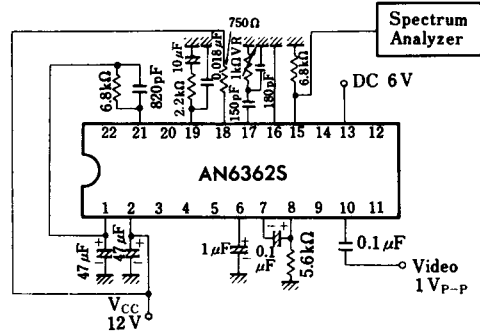 750Ω
Spectrum
Analyzer
10μF
0.018μF
1kΩVR
6.8kΩ
820pF
2.2kΩ
150pF
180pF
6.8kΩ
DC 6V
22 21 20 19 18 17 16 15 14 13 12
AN6362S
1 2 3 4 5 6 7 8 9 10 11
47μF
47μF
1μF
0.1
μF
5.6kΩ
0.1μF
Video
1VP-P
VCC
12V